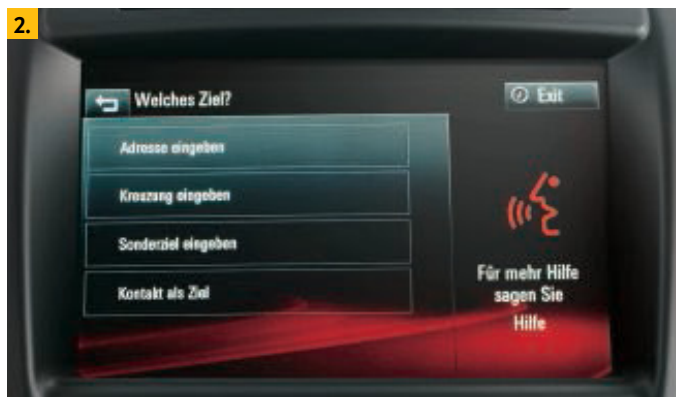 2.
Welches Ziel?
Exit
Adresse eingeben
Kreuzung eingeben
Sonderziel eingeben
Kontakt als Ziel
Für mehr Hilfe
sagen Sie
Hilfe